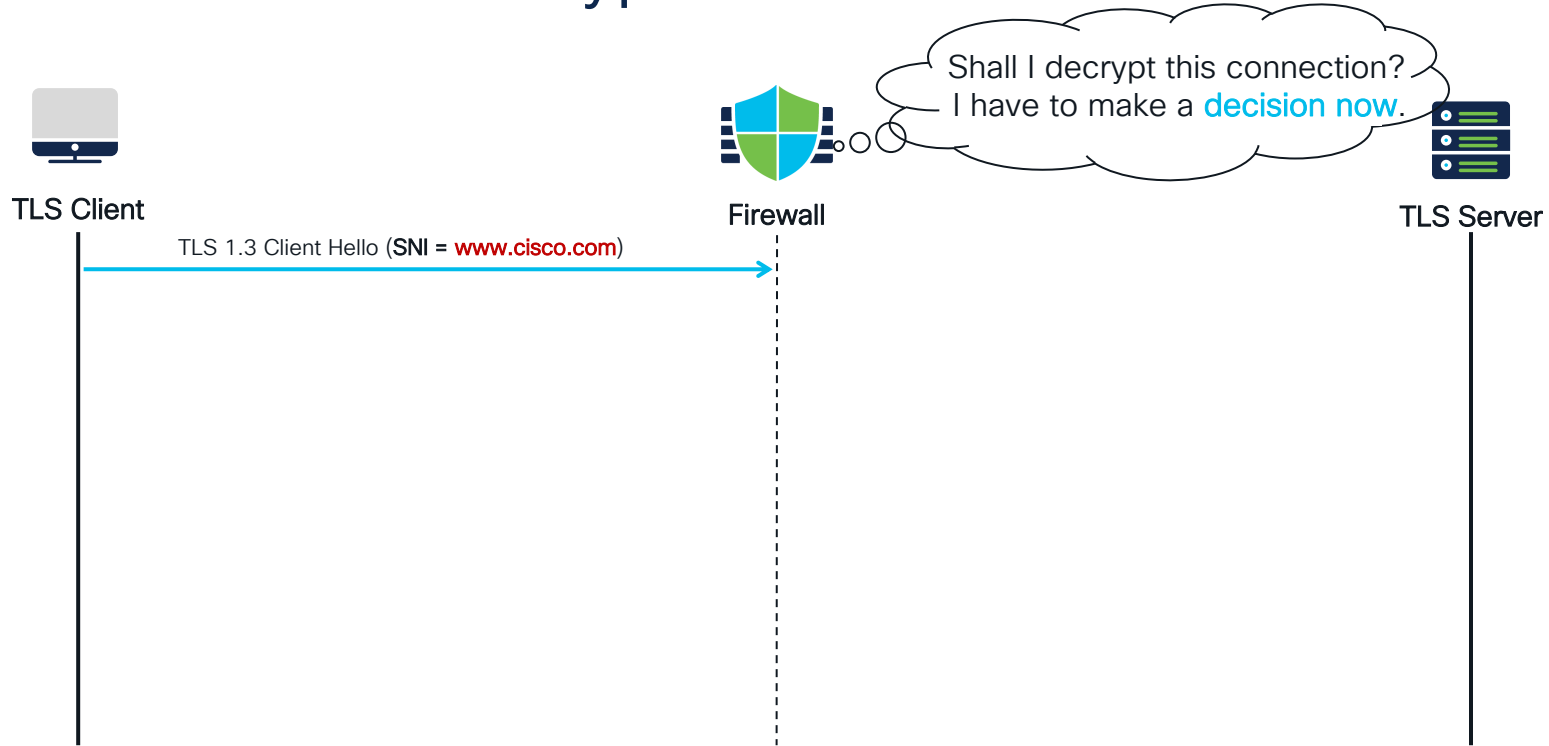 Shall I decrypt this connection?
I have to make a decision now.
TLS Client
Firewall
TLS Server
TLS 1.3 Client Hello (SNI = www.cisco.com)